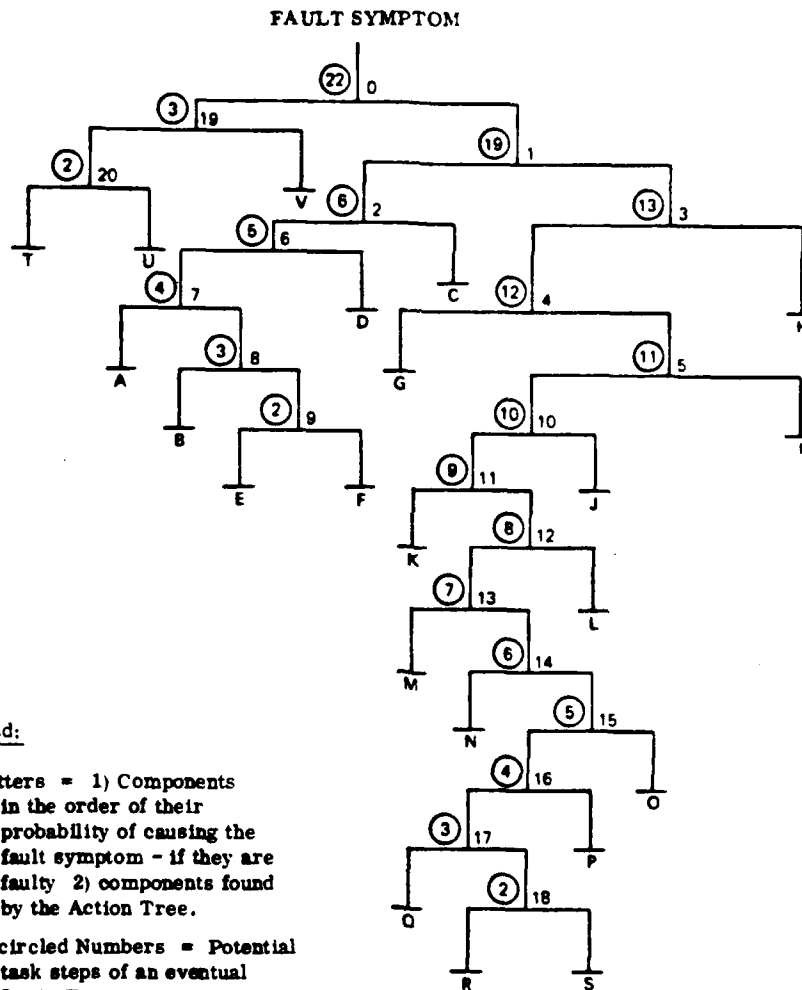 FAULT SYMPTOM
22 0
3 19
19 1
2 20
V
6 2
13 3
T U
5 6
C
12 4
4 7
D
G
11 5
A
3 8
B
2 9
10 10
E F
9 11
J
K
8 12
7 13
L
M
6 14
N
5 15
4 16
O
3 17
P
Q
2 18
R S
d:
tters = 1) Components
in the order of their
probability of causing the
fault symptom - if they are
faulty 2) components found
by the Action Tree.
circled Numbers = Potential
task steps of an eventual